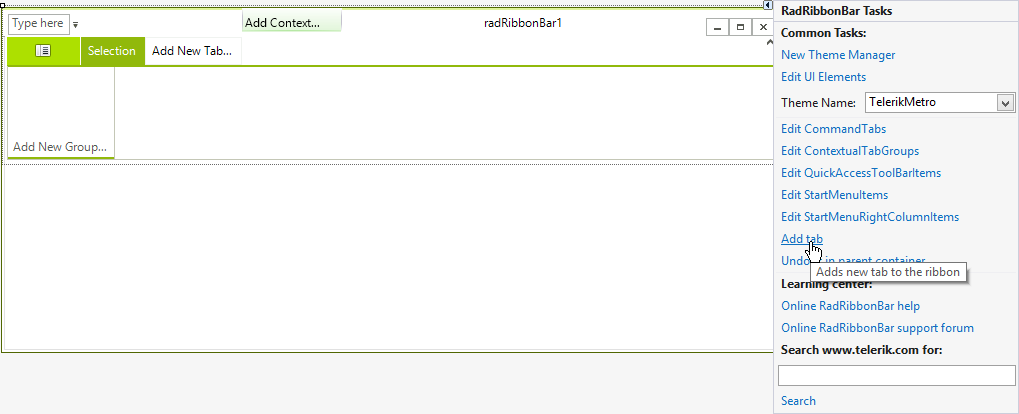 Type here
Add Context...
radRibbonBar1
Selection
Add New Tab...
Add New Group...
RadRibbonBar Tasks
Common Tasks:
New Theme Manager
Edit UI Elements
Theme Name: TelerikMetro
Edit CommandTabs
Edit ContextualTabGroups
Edit QuickAccessToolBarItems
Edit StartMenuItems
Edit StartMenuRightColumnItems
Add tab
in parent container
Adds new tab to the ribbon
Learning center:
Online RadRibbonBar help
Online RadRibbonBar support forum
Search www.telerik.com for:
Search